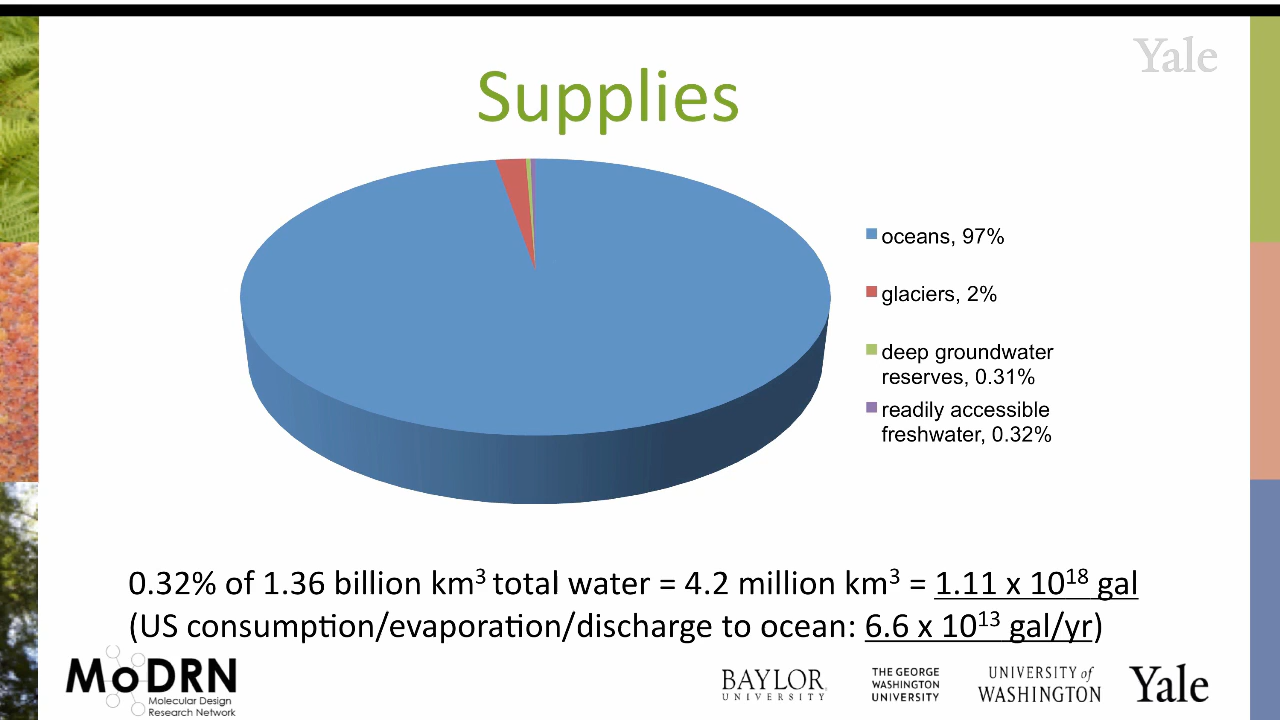 Yale
Supplies
oceans, 97%
glaciers, 2%
deep groundwater
reserves, 0.31%
readily accessible
freshwater, 0.32%
0.32% of 1.36 billion km³ total water = 4.2 million km³ = 1.11 x 10¹⁸ gal
(US consumption/evaporation/discharge to ocean: 6.6 x 10¹³ gal/yr)
MoDRN
Molecular Design
Research Network
BAYLOR
UNIVERSITY
THE GEORGE
WASHINGTON
UNIVERSITY
UNIVERSITY of
WASHINGTON
Yale